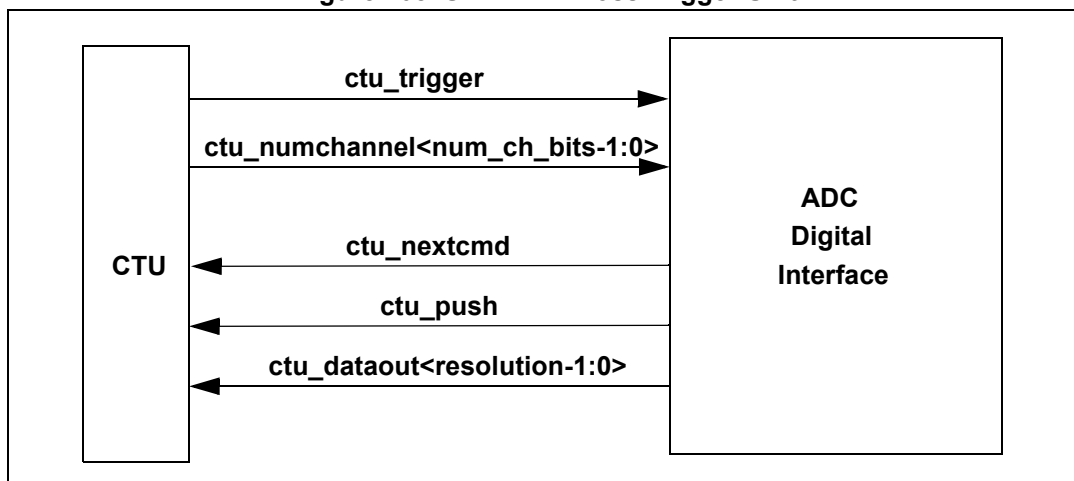 ctu_trigger
ctu_numchannel<num_ch_bits-1:0>
CTU
ctu_nextcmd
ctu_push
ctu_dataout<resolution-1:0>
ADC
Digital
Interface